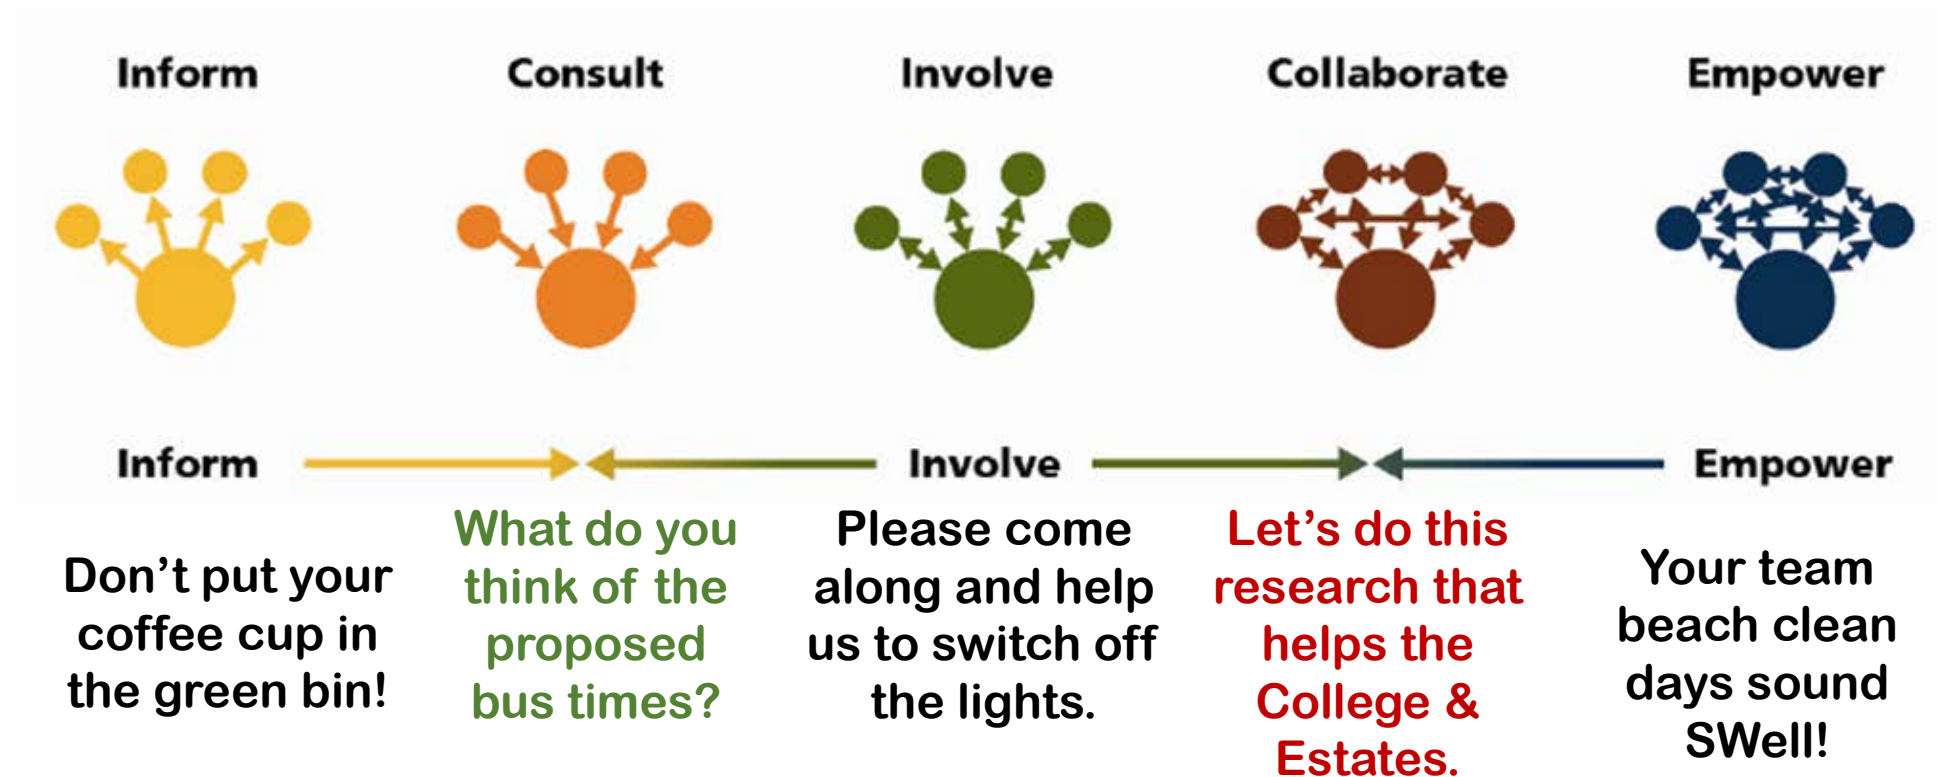 Inform
Consult
Involve
Collaborate
Empower
Inform
Involve
Empower
Don’t put your
coffee cup in
the green bin!
What do you
think of the
proposed
bus times?
Please come
along and help
us to switch off
the lights.
Let’s do this
research that
helps the
College &
Estates.
Your team
beach clean
days sound
SWell!